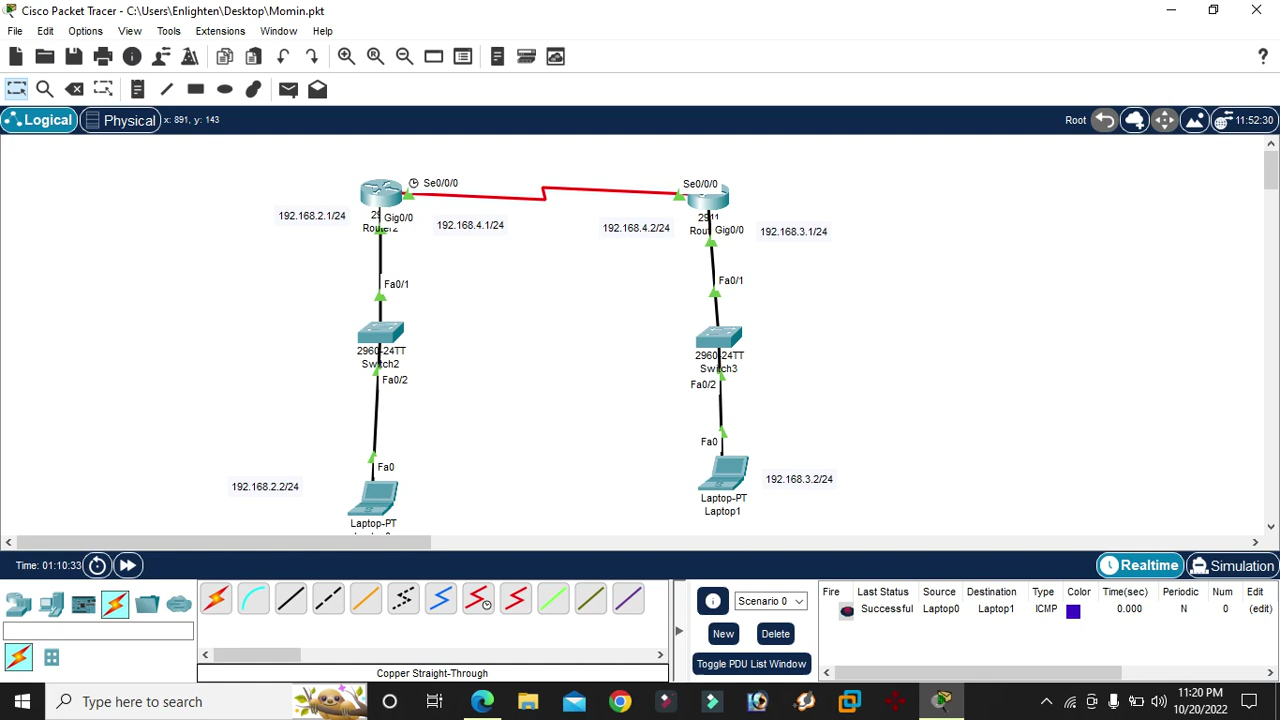 Cisco Packet Tracer - C:\Users\Enlighten\Desktop\Momin.pkt
File Edit Options View Tools Extensions Window Help
Logical Physical x: 891, y: 143 Root 11:52:30
Se0/0/0 Se0/0/0
192.168.2.1/24 Gig0/0 192.168.4.1/24 192.168.4.2/24 2911 Gig0/0 192.168.3.1/24
Router2
Fa0/1 Fa0/1
2960-24TT 2960-24TT
Switch2 Switch3
Fa0/2 Fa0/2
Fa0 Fa0
192.168.2.2/24 192.168.3.2/24
Laptop-PT Laptop-PT
Laptop1
Time: 01:10:33 Realtime Simulation
Scenario 0
New Delete
Toggle PDU List Window
Fire Last Status Source Destination Type Color Time(sec) Periodic Num Edit
Successful Laptop0 Laptop1 ICMP 0.000 N 0 (edit)
Copper Straight-Through
Type here to search
11:20 PM
10/20/2022